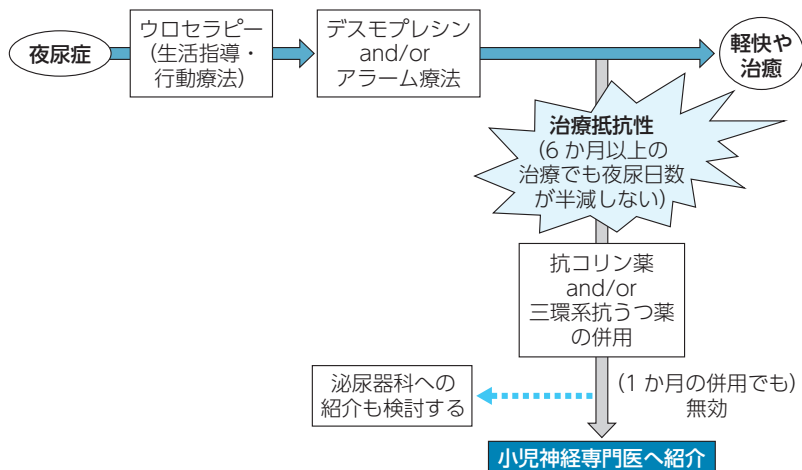 夜尿症
ウロセラピー
(生活指導・
行動療法)
デスモプレシン
and/or
アラーム療法
軽快や
治癒
治療抵抗性
(6 か月以上の
治療でも夜尿日数
が半減しない)
抗コリン薬
and/or
三環系抗うつ薬
の併用
泌尿器科への
紹介も検討する
(1 か月の併用でも)
無効
小児神経専門医へ紹介